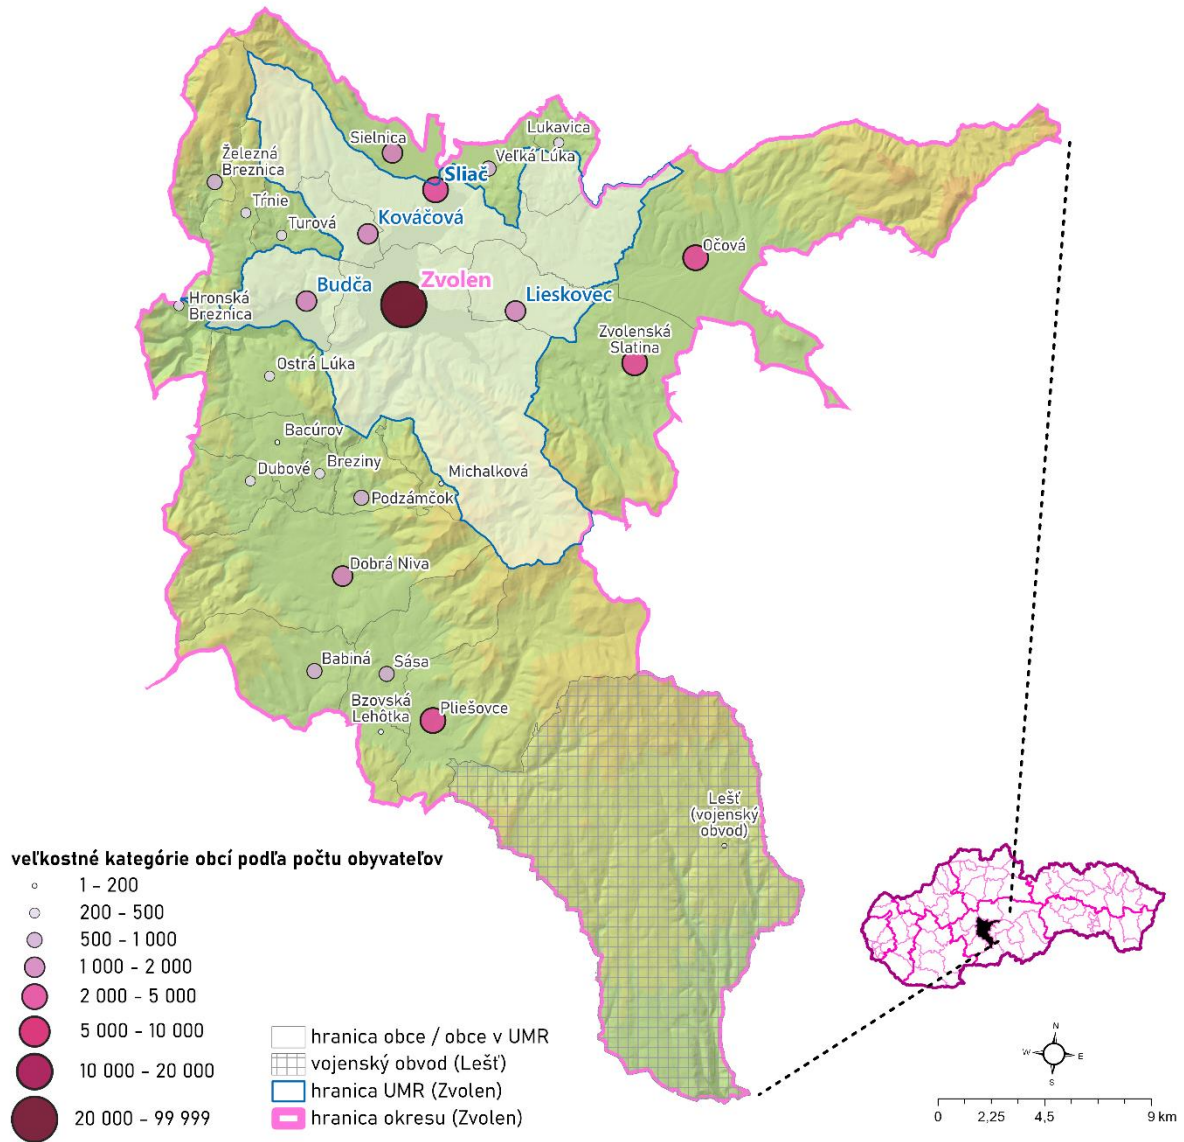 Lukavica
Sielnica
Veľká Lúka
Železná
Breznica
Sliač
Tŕnie
Turová
Kováčová
Očová
Zvolen
Budča
Hronská
Breznica
Lieskovec
Zvolenská
Slatina
Ostrá Lúka
Bacúrov
Dubové
Breziny
Michalková
Podzámčok
Dobrá Niva
Babiná
Sása
Bzovská
Lehôtka
Pliešovce
Lešť
(vojenský
obvod)
veľkostné kategórie obcí podľa počtu obyvateľov
1 - 200
200 - 500
500 - 1 000
1 000 - 2 000
2 000 - 5 000
5 000 - 10 000
10 000 - 20 000
20 000 - 99 999
hranica obce / obce v UMR
vojenský obvod (Lešť)
hranica UMR (Zvolen)
hranica okresu (Zvolen)
N
W
E
S
0 2,25 4,5 9 km